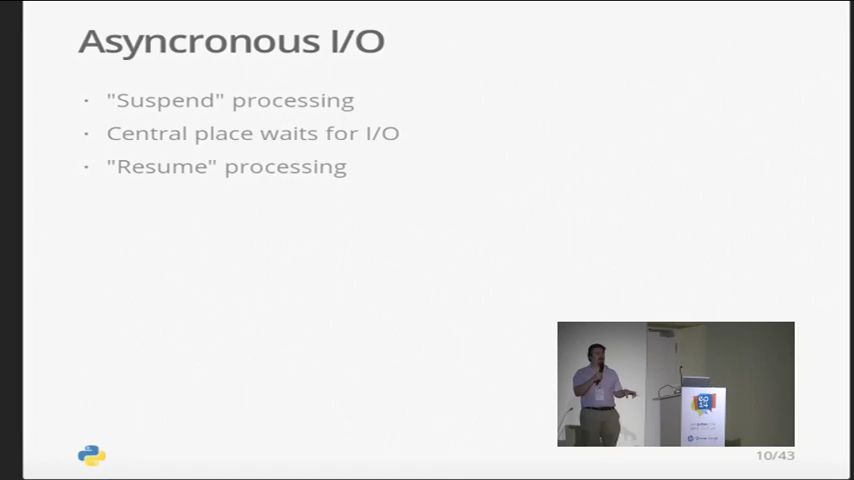 Asyncronous I/O
· "Suspend" processing
· Central place waits for I/O
· "Resume" processing
10/43